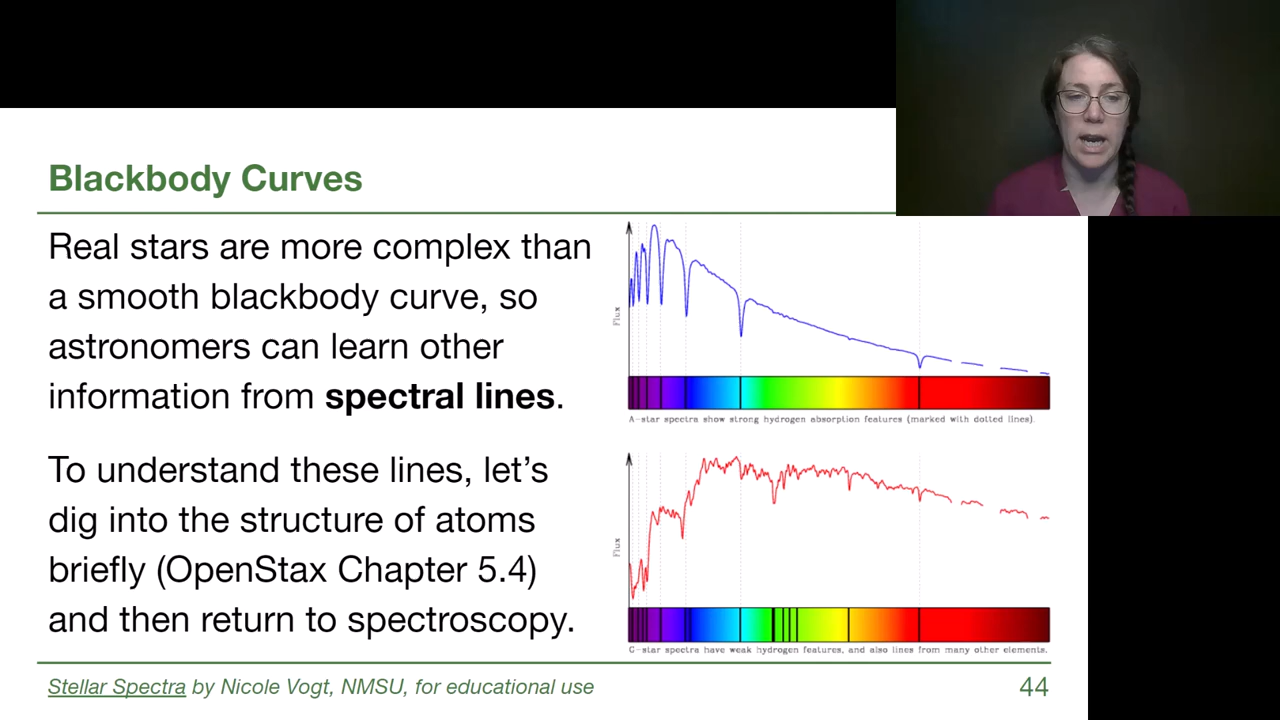 Blackbody Curves
Real stars are more complex than
a smooth blackbody curve, so
astronomers can learn other
information from spectral lines.
To understand these lines, let's
dig into the structure of atoms
briefly (OpenStax Chapter 5.4)
and then return to spectroscopy.
Flux
A-star spectra show strong hydrogen absorption features (marked with dotted lines).
Flux
G-star spectra have weak hydrogen features, and also lines from many other elements.
Stellar Spectra by Nicole Vogt, NMSU, for educational use
44